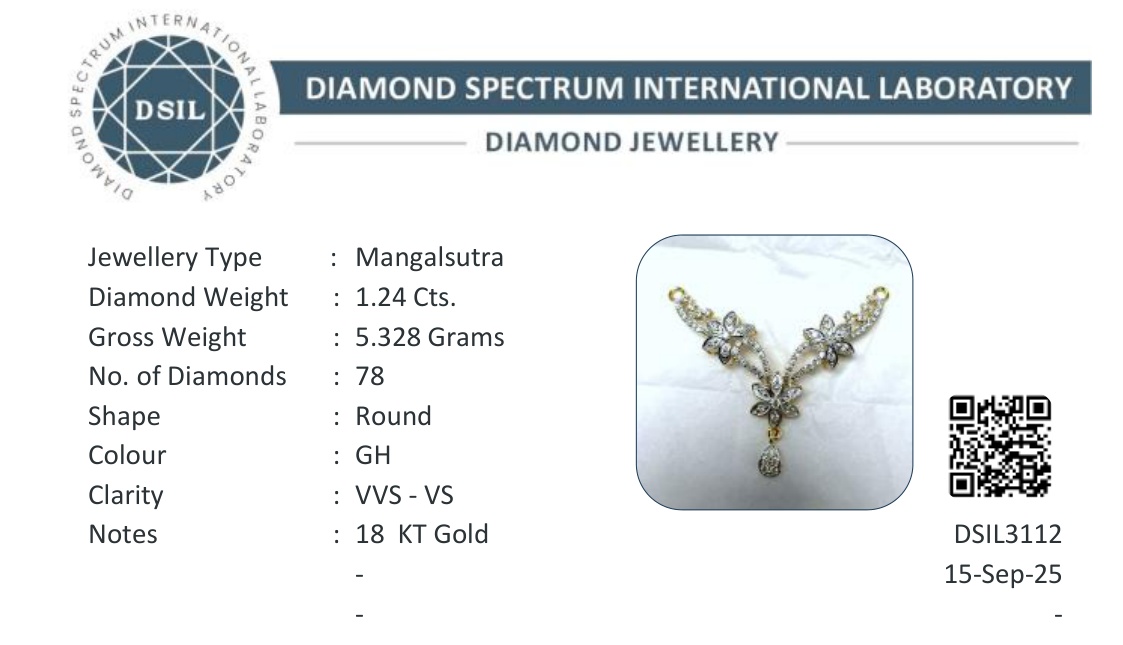 DIAMOND SPECTRUM INTERNATIONAL LABORATORY
DSIL
DIAMOND SPECTRUM INTERNATIONAL LABORATORY
DIAMOND JEWELLERY
Jewellery Type : Mangalsutra
Diamond Weight : 1.24 Cts.
Gross Weight : 5.328 Grams
No. of Diamonds : 78
Shape : Round
Colour : GH
Clarity : VVS - VS
Notes : 18 KT Gold
DSIL3112
- 15-Sep-25
- -